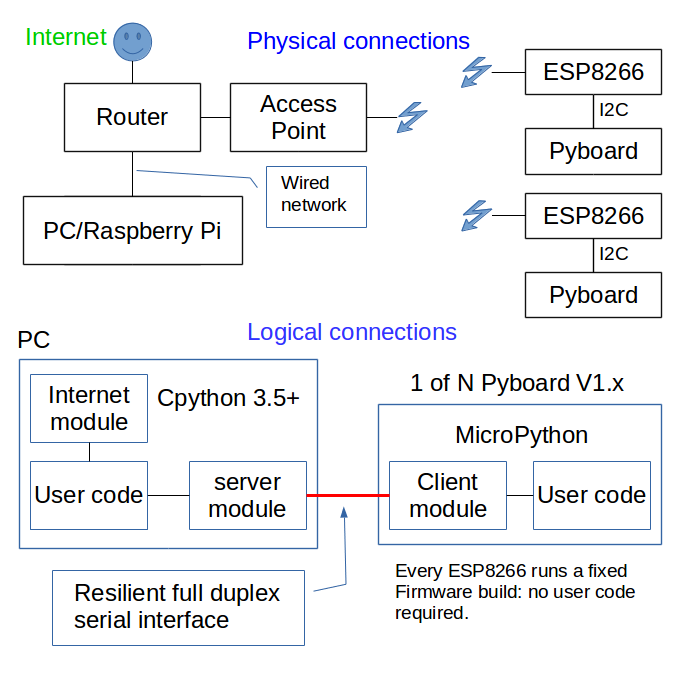 Internet
Physical connections
Router
Access
Point
ESP8266
I2C
Pyboard
Wired
network
PC/Raspberry Pi
ESP8266
I2C
Pyboard
Logical connections
PC
Internet
module
Cpython 3.5+
User code
server
module
1 of N Pyboard V1.x
MicroPython
Client
module
User code
Resilient full duplex
serial interface
Every ESP8266 runs a fixed
Firmware build: no user code
required.